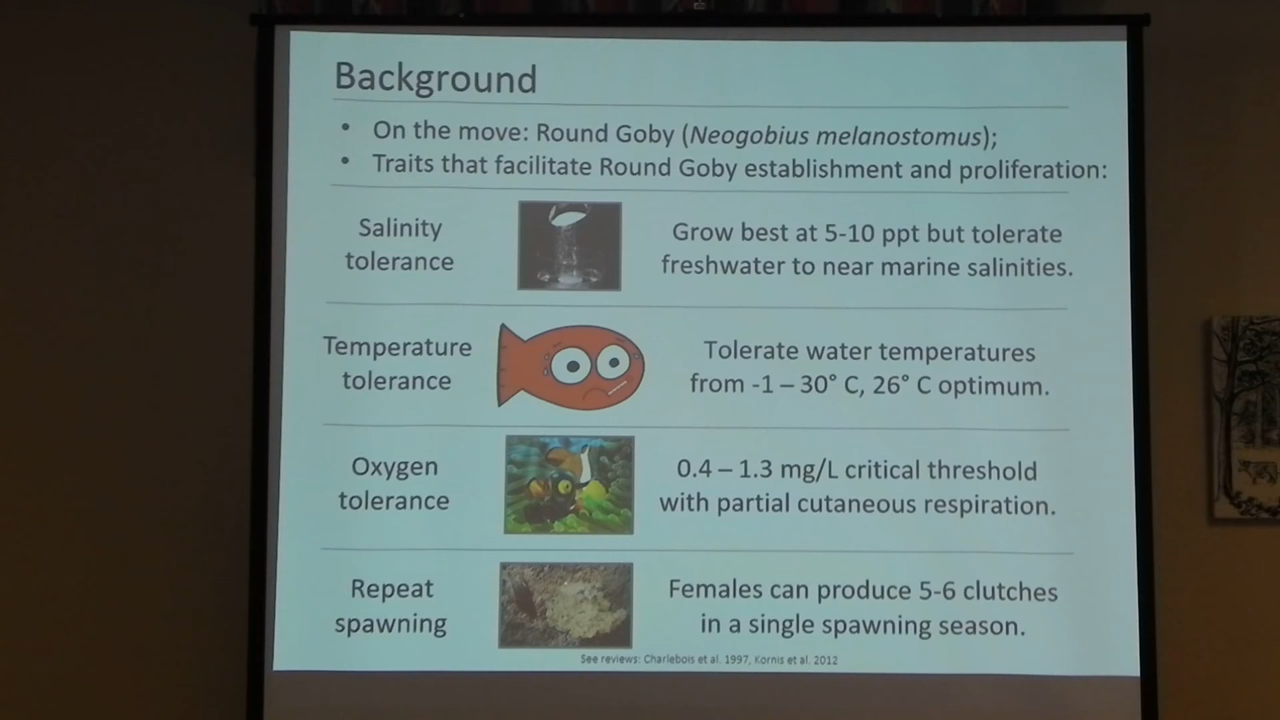 Background
• On the move: Round Goby (Neogobius melanostomus);
• Traits that facilitate Round Goby establishment and proliferation:
Salinity
tolerance
Grow best at 5-10 ppt but tolerate
freshwater to near marine salinities.
Temperature
tolerance
Tolerate water temperatures
from -1 – 30° C, 26° C optimum.
Oxygen
tolerance
0.4 – 1.3 mg/L critical threshold
with partial cutaneous respiration.
Repeat
spawning
Females can produce 5-6 clutches
in a single spawning season.
See reviews: Charlebois et al. 1997, Kornis et al. 2012